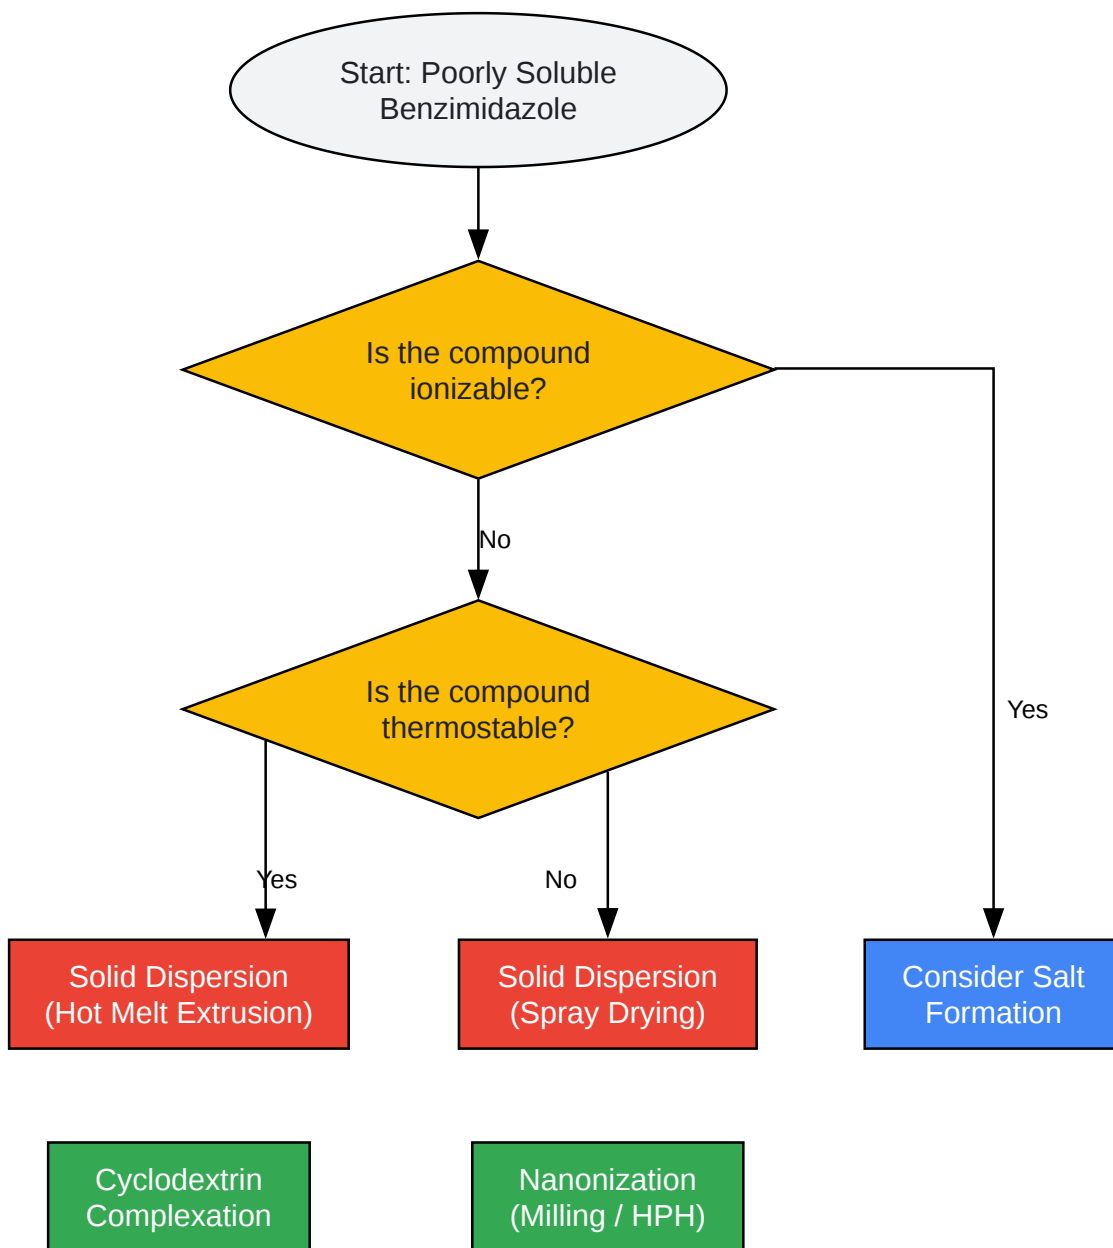 Start: Poorly Soluble
Benzimidazole
Is the compound
ionizable?
No
Is the compound
thermostable?
Yes
Yes
No
Solid Dispersion
(Hot Melt Extrusion)
Solid Dispersion
(Spray Drying)
Consider Salt
Formation
Cyclodextrin
Complexation
Nanonization
(Milling / HPH)